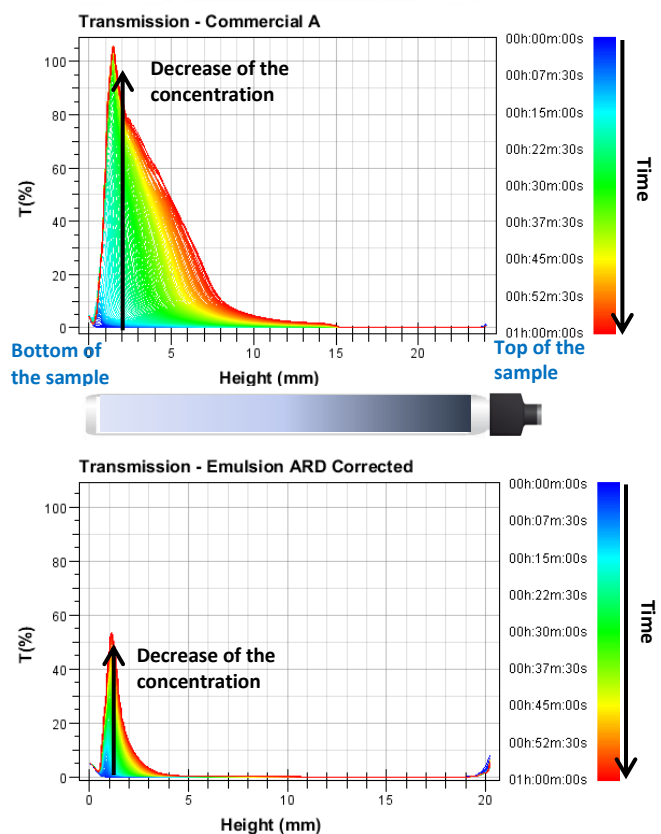 Transmission - Commercial A
T(%)
100
80
60
40
20
0
Decrease of the
concentration
00h:00m:00s
00h:07m:30s
00h:15m:00s
00h:22m:30s
00h:30m:00s
00h:37m:30s
00h:45m:00s
00h:52m:30s
01h:00m:00s
Time
0 5 10 15 20
Bottom of
the sample
Height (mm)
Top of the
sample
Transmission - Emulsion ARD Corrected
T(%)
100
80
60
40
20
0
Decrease of the
concentration
00h:00m:00s
00h:07m:30s
00h:15m:00s
00h:22m:30s
00h:30m:00s
00h:37m:30s
00h:45m:00s
00h:52m:30s
01h:00m:00s
Time
0 5 10 15 20
Height (mm)